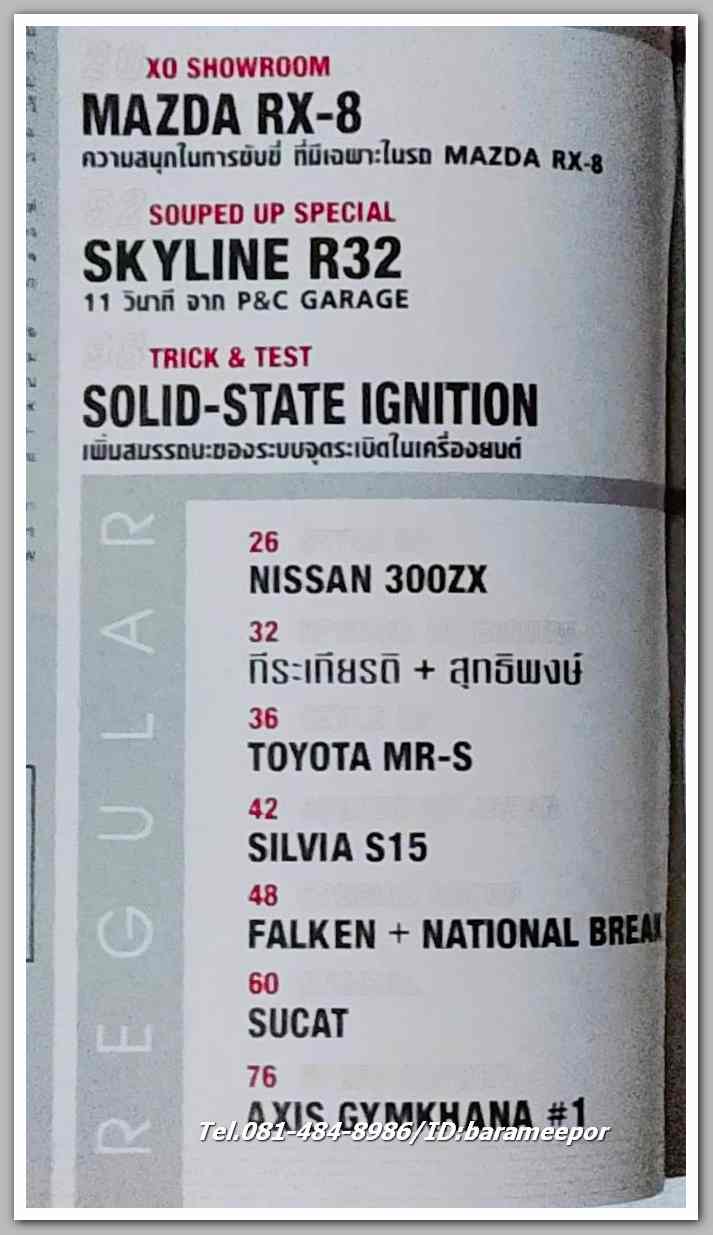 XO SHOWROOM
MAZDA RX-8
ความสนุกในการขับขี่ ที่มีเฉพาะในรถ MAZDA RX-8
52 SOUPED UP SPECIAL
SKYLINE R32
11 วินาที จาก P&C GARAGE
TRICK & TEST
SOLID-STATE IGNITION
เพิ่มสมรรถนะของระบบจุดระเบิดในเครื่องยนต์
REGULAR
26
NISSAN 300ZX
32
กีระเกียรติ + สุทธิพงษ์
36
TOYOTA MR-S
42
SILVIA S15
48
FALKEN + NATIONAL BREAK
60
SUCAT
76
AXIS GYMKHANA #1
Tel.081-484-8986/ID:barameepor